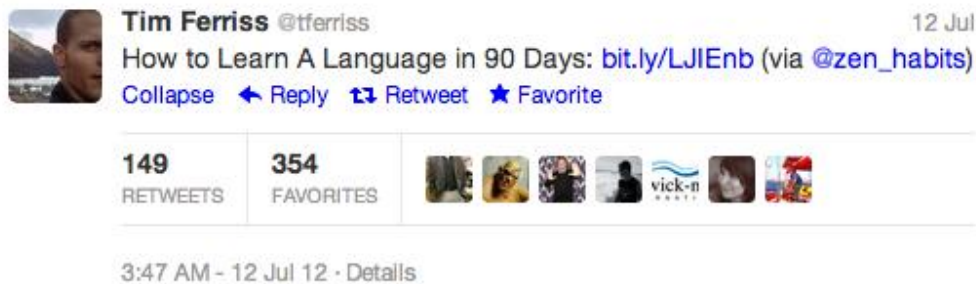 Tim Ferriss @tferriss 12 Jul
How to Learn A Language in 90 Days: bit.ly/LJIEnb (via @zen_habits)
Collapse Reply Retweet Favorite
149 354
RETWEETS FAVORITES
vick-n
3:47 AM - 12 Jul 12 · Details